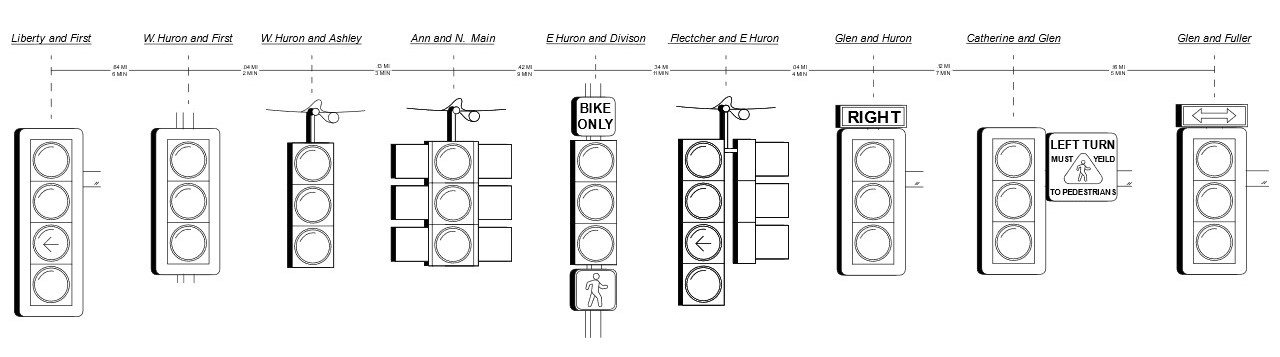 Liberty and First
W. Huron and First
W. Huron and Ashley
Ann and N. Main
E Huron and Divison
Flectcher and E Huron
Glen and Huron
Catherine and Glen
Glen and Fuller
.64 MI
6 MIN
.04 MI
2 MIN
.13 MI
3 MIN
.42 MI
9 MIN
.34 MI
11 MIN
.04 MI
4 MIN
.12 MI
7 MIN
.16 MI
5 MIN
BIKE
ONLY
RIGHT
LEFT TURN
MUST YEILD
TO PEDESTRIANS